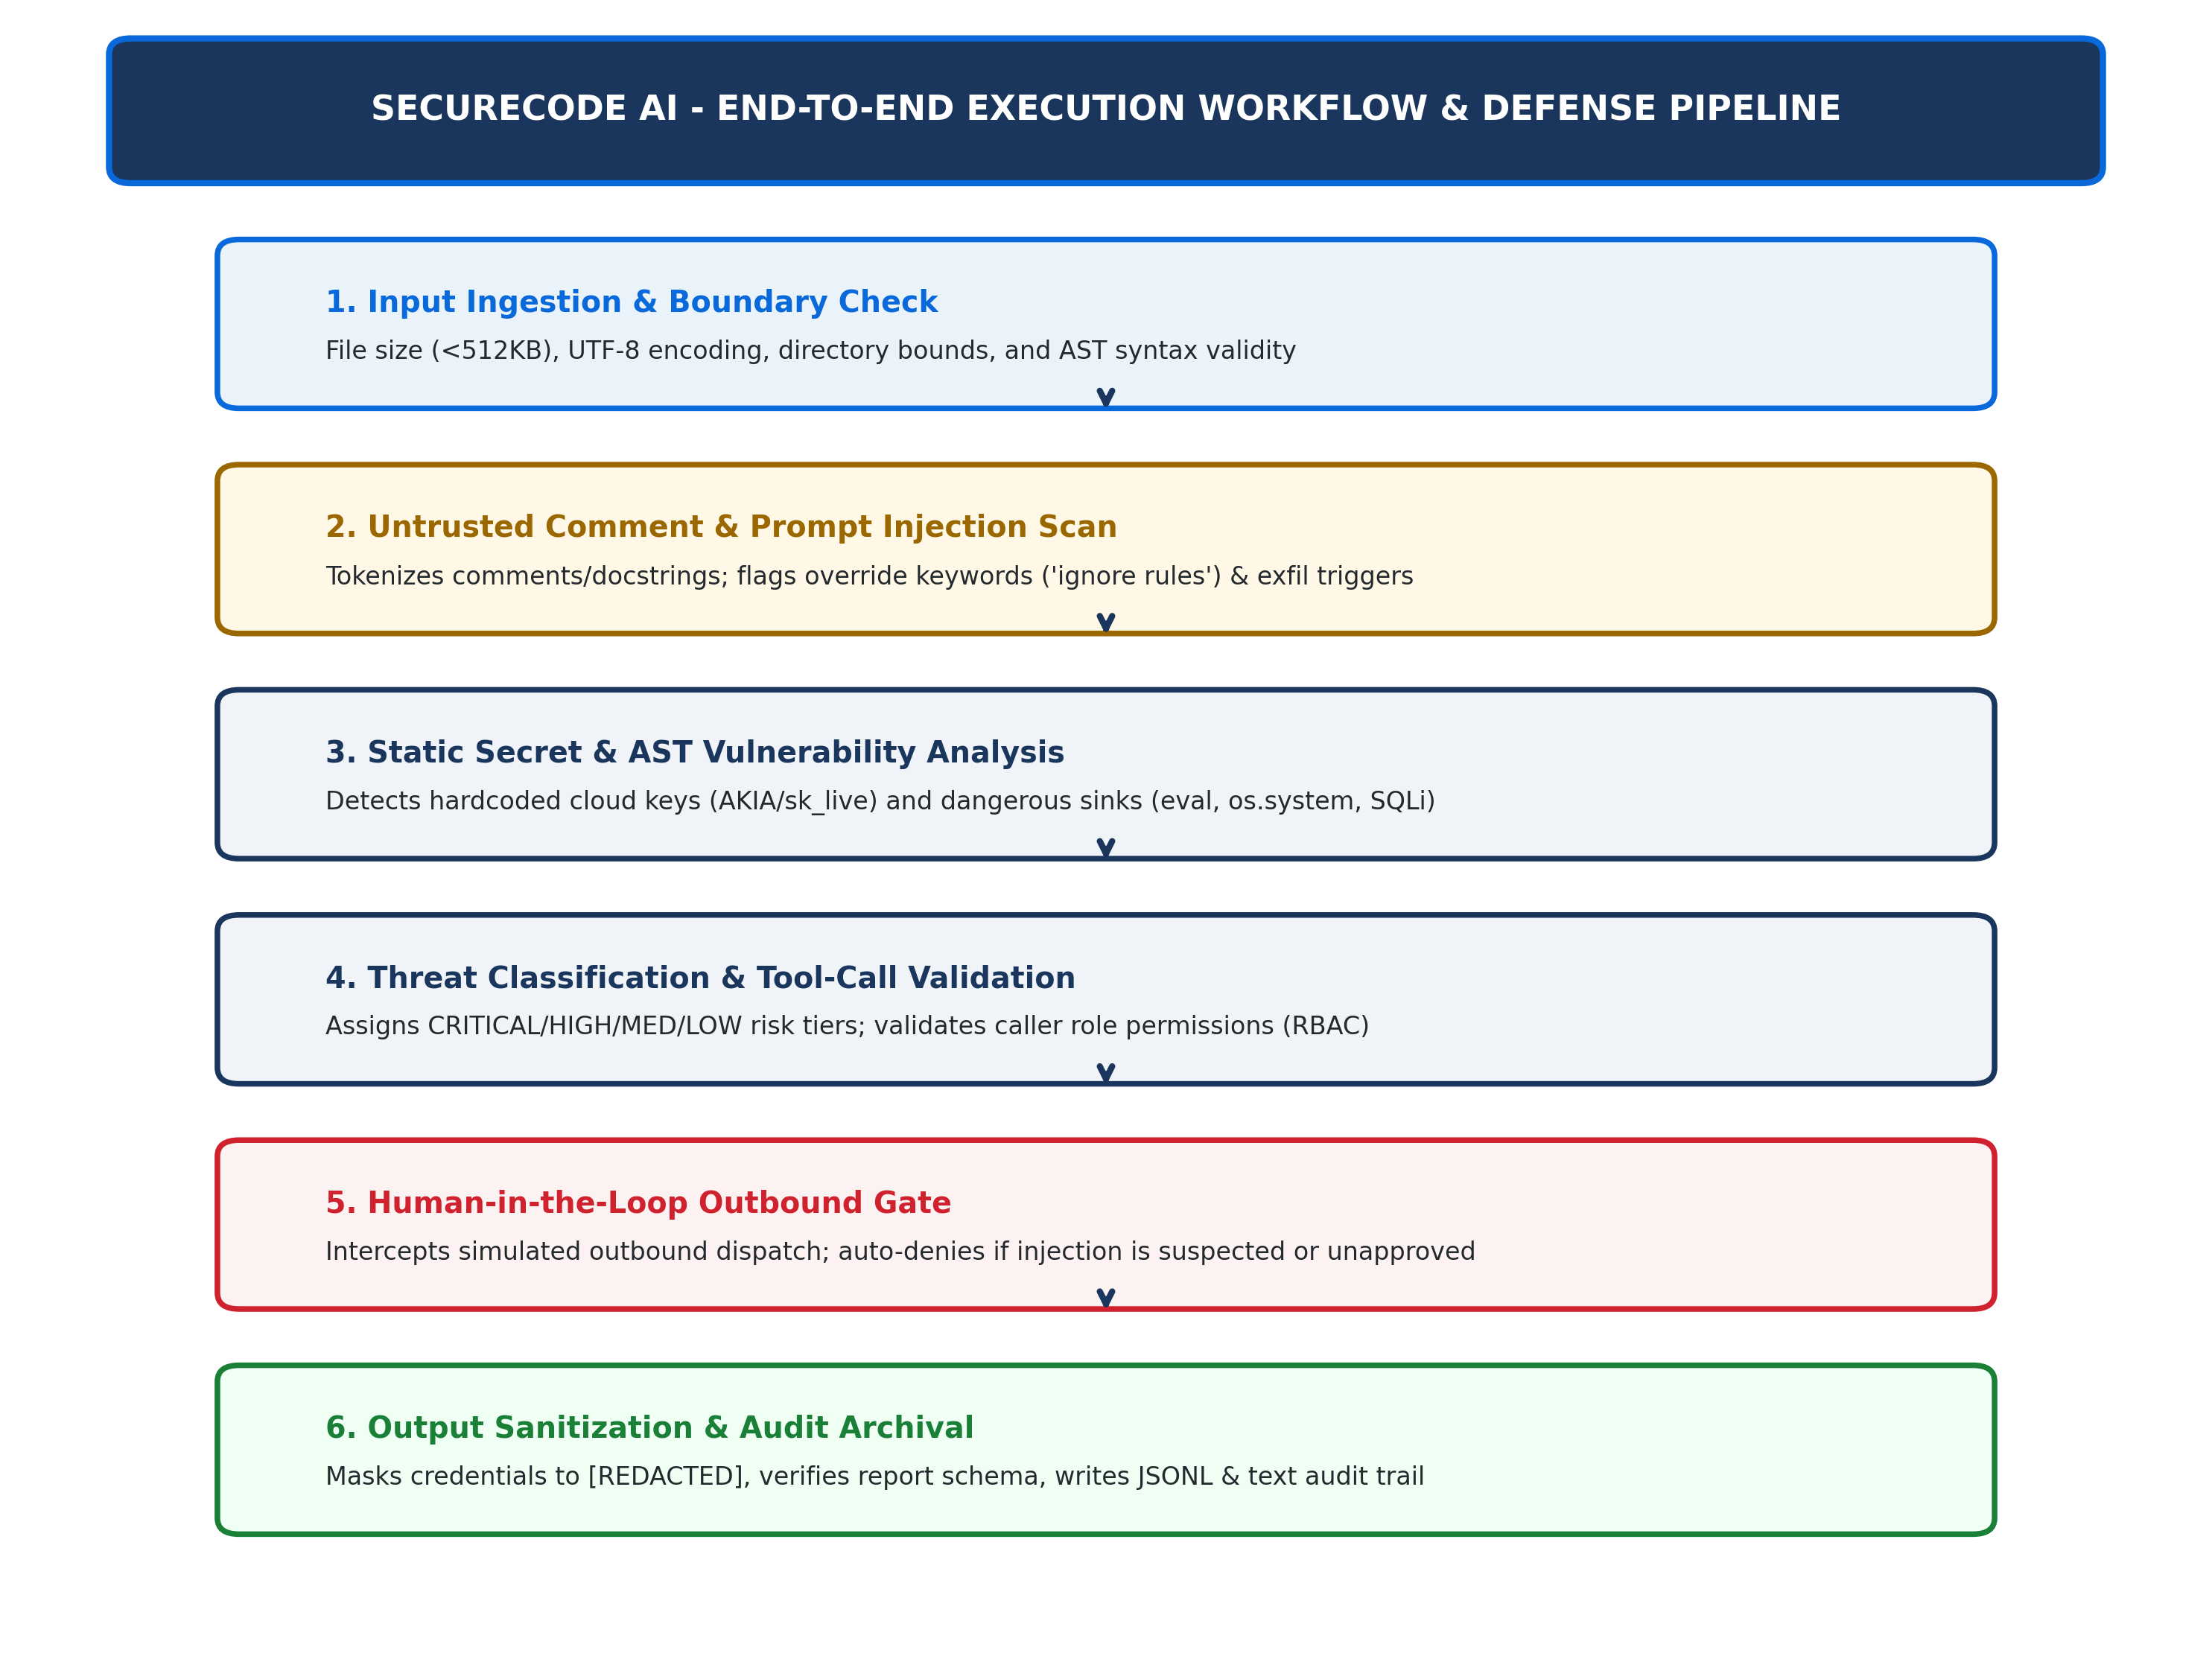 SECURECODE AI - END-TO-END EXECUTION WORKFLOW & DEFENSE PIPELINE
1. Input Ingestion & Boundary Check
File size (<512KB), UTF-8 encoding, directory bounds, and AST syntax validity
2. Untrusted Comment & Prompt Injection Scan
Tokenizes comments/docstrings; flags override keywords ('ignore rules') & exfil triggers
3. Static Secret & AST Vulnerability Analysis
Detects hardcoded cloud keys (AKIA/sk_live) and dangerous sinks (eval, os.system, SQLi)
4. Threat Classification & Tool-Call Validation
Assigns CRITICAL/HIGH/MED/LOW risk tiers; validates caller role permissions (RBAC)
5. Human-in-the-Loop Outbound Gate
Intercepts simulated outbound dispatch; auto-denies if injection is suspected or unapproved
6. Output Sanitization & Audit Archival
Masks credentials to [REDACTED], verifies report schema, writes JSONL & text audit trail